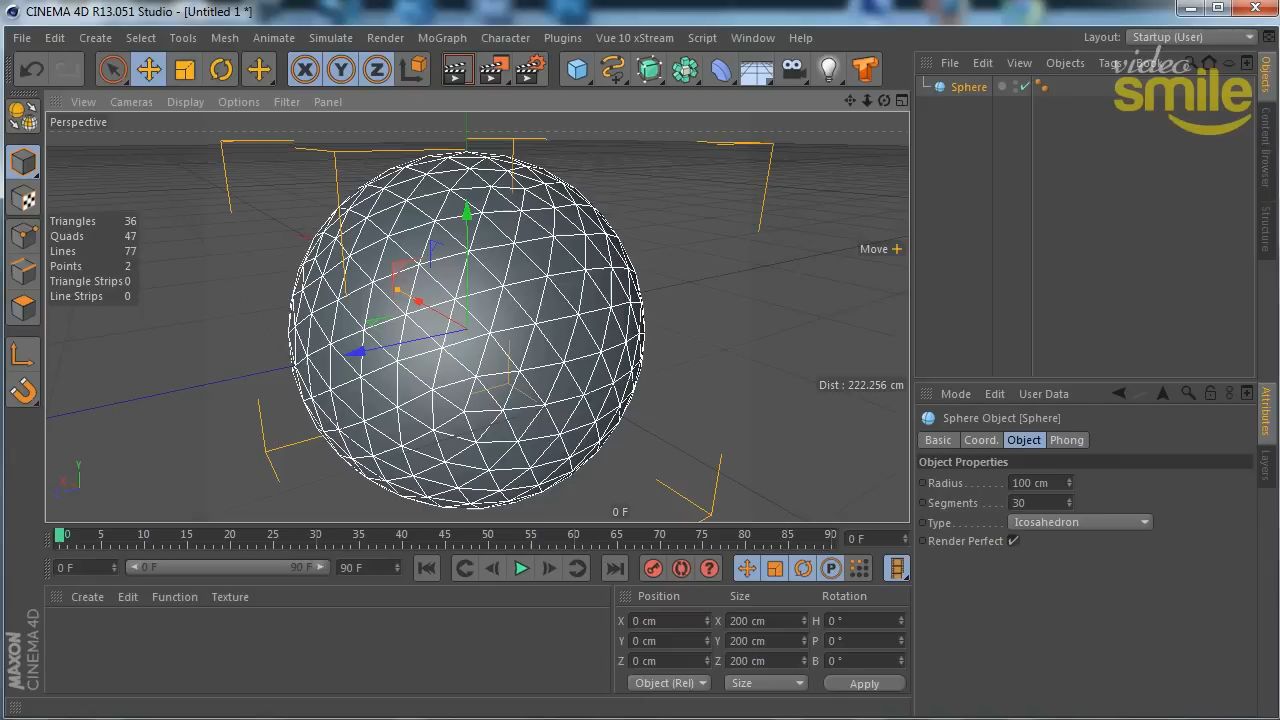 CINEMA 4D R13.051 Studio - [Untitled 1 *]
File Edit Create Select Tools Mesh Animate Simulate Render MoGraph Character Plugins Vue 10 xStream Script Window Help
Layout: Startup (User)
X Y Z
View Cameras Display Options Filter Panel
File Edit View Objects Tags
video
smile
Perspective
Sphere
Triangles 36
Quads 47
Lines 77
Points 2
Triangle Strips 0
Line Strips 0
Move
Dist : 222.256 cm
Y
X
Z
0 F
Objects
Content Browser
Structure
Attributes
Layers
Mode Edit User Data
Sphere Object [Sphere]
Basic Coord. Object Phong
Object Properties
Radius 100 cm
Segments 30
Type Icosahedron
Render Perfect
0 5 10 15 20 25 30 35 40 45 50 55 60 65 70 75 80 85 90 0 F
0 F 0 F 90 F 90 F P
Create Edit Function Texture
Position Size Rotation
X 0 cm X 200 cm H 0 °
Y 0 cm Y 200 cm P 0 °
Z 0 cm Z 200 cm B 0 °
Object (Rel) Size Apply
MAXON
CINEMA 4D